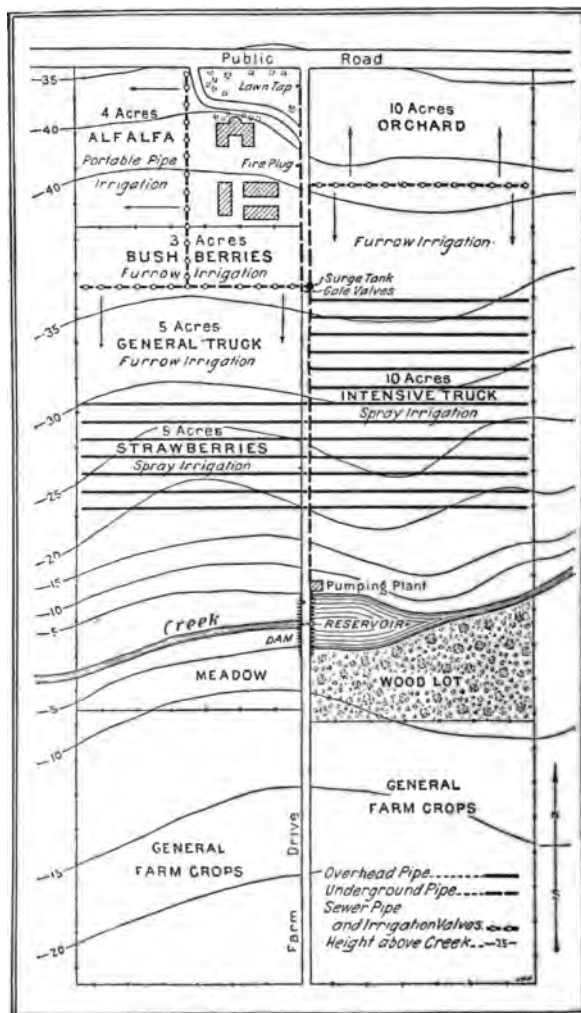 Public Road
Lawn Tap
4 Acres
ALFALFA
Portable Pipe
Irrigation
Fire Plug
10 Acres
ORCHARD
3 Acres
BUSH BERRIES
Furrow Irrigation
Furrow Irrigation
Surge Tank
Gate Valves
5 Acres
GENERAL TRUCK
Furrow Irrigation
10 Acres
INTENSIVE TRUCK
Spray Irrigation
5 Acres
STRAWBERRIES
Spray Irrigation
Pumping Plant
Creek
RESERVOIR
DAM
MEADOW
WOOD LOT
GENERAL
FARM CROPS
GENERAL
FARM CROPS
Farm Drive
Overhead Pipe
Underground Pipe
Sewer Pipe
and Irrigation Valves
Height above Creek -25-
-35
-40
-40
-35
-30
-25
-20
-15
-10
-5
-5
-10
-15
-20
N
S